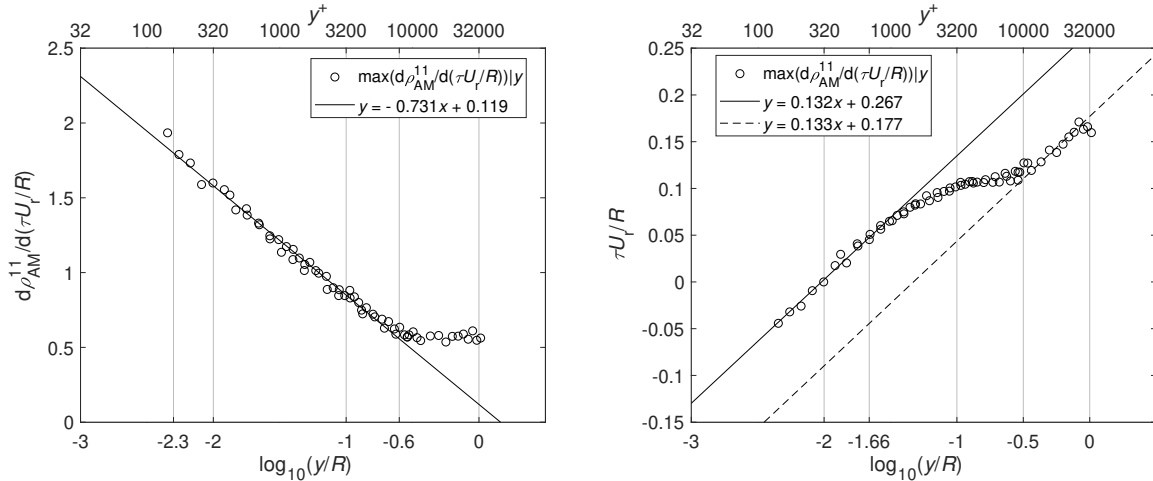 y+
32 100 320 1000 3200 10000 32000
max(dρ11AM/d(τUr/R))|y
y = - 0.731x + 0.119
dρ11AM/d(τUr/R)
2.5
2
1.5
1
0.5
0
-3 -2.3 -2 -1 -0.6 0
log10(y/R)
y+
32 100 320 1000 3200 10000 32000
max(dρ11AM/d(τUr/R))|y
y = 0.132x + 0.267
y = 0.133x + 0.177
τUr/R
0.25
0.2
0.15
0.1
0.05
0
-0.05
-0.1
-0.15
-3 -2 -1.66 -1 -0.5 0
log10(y/R)